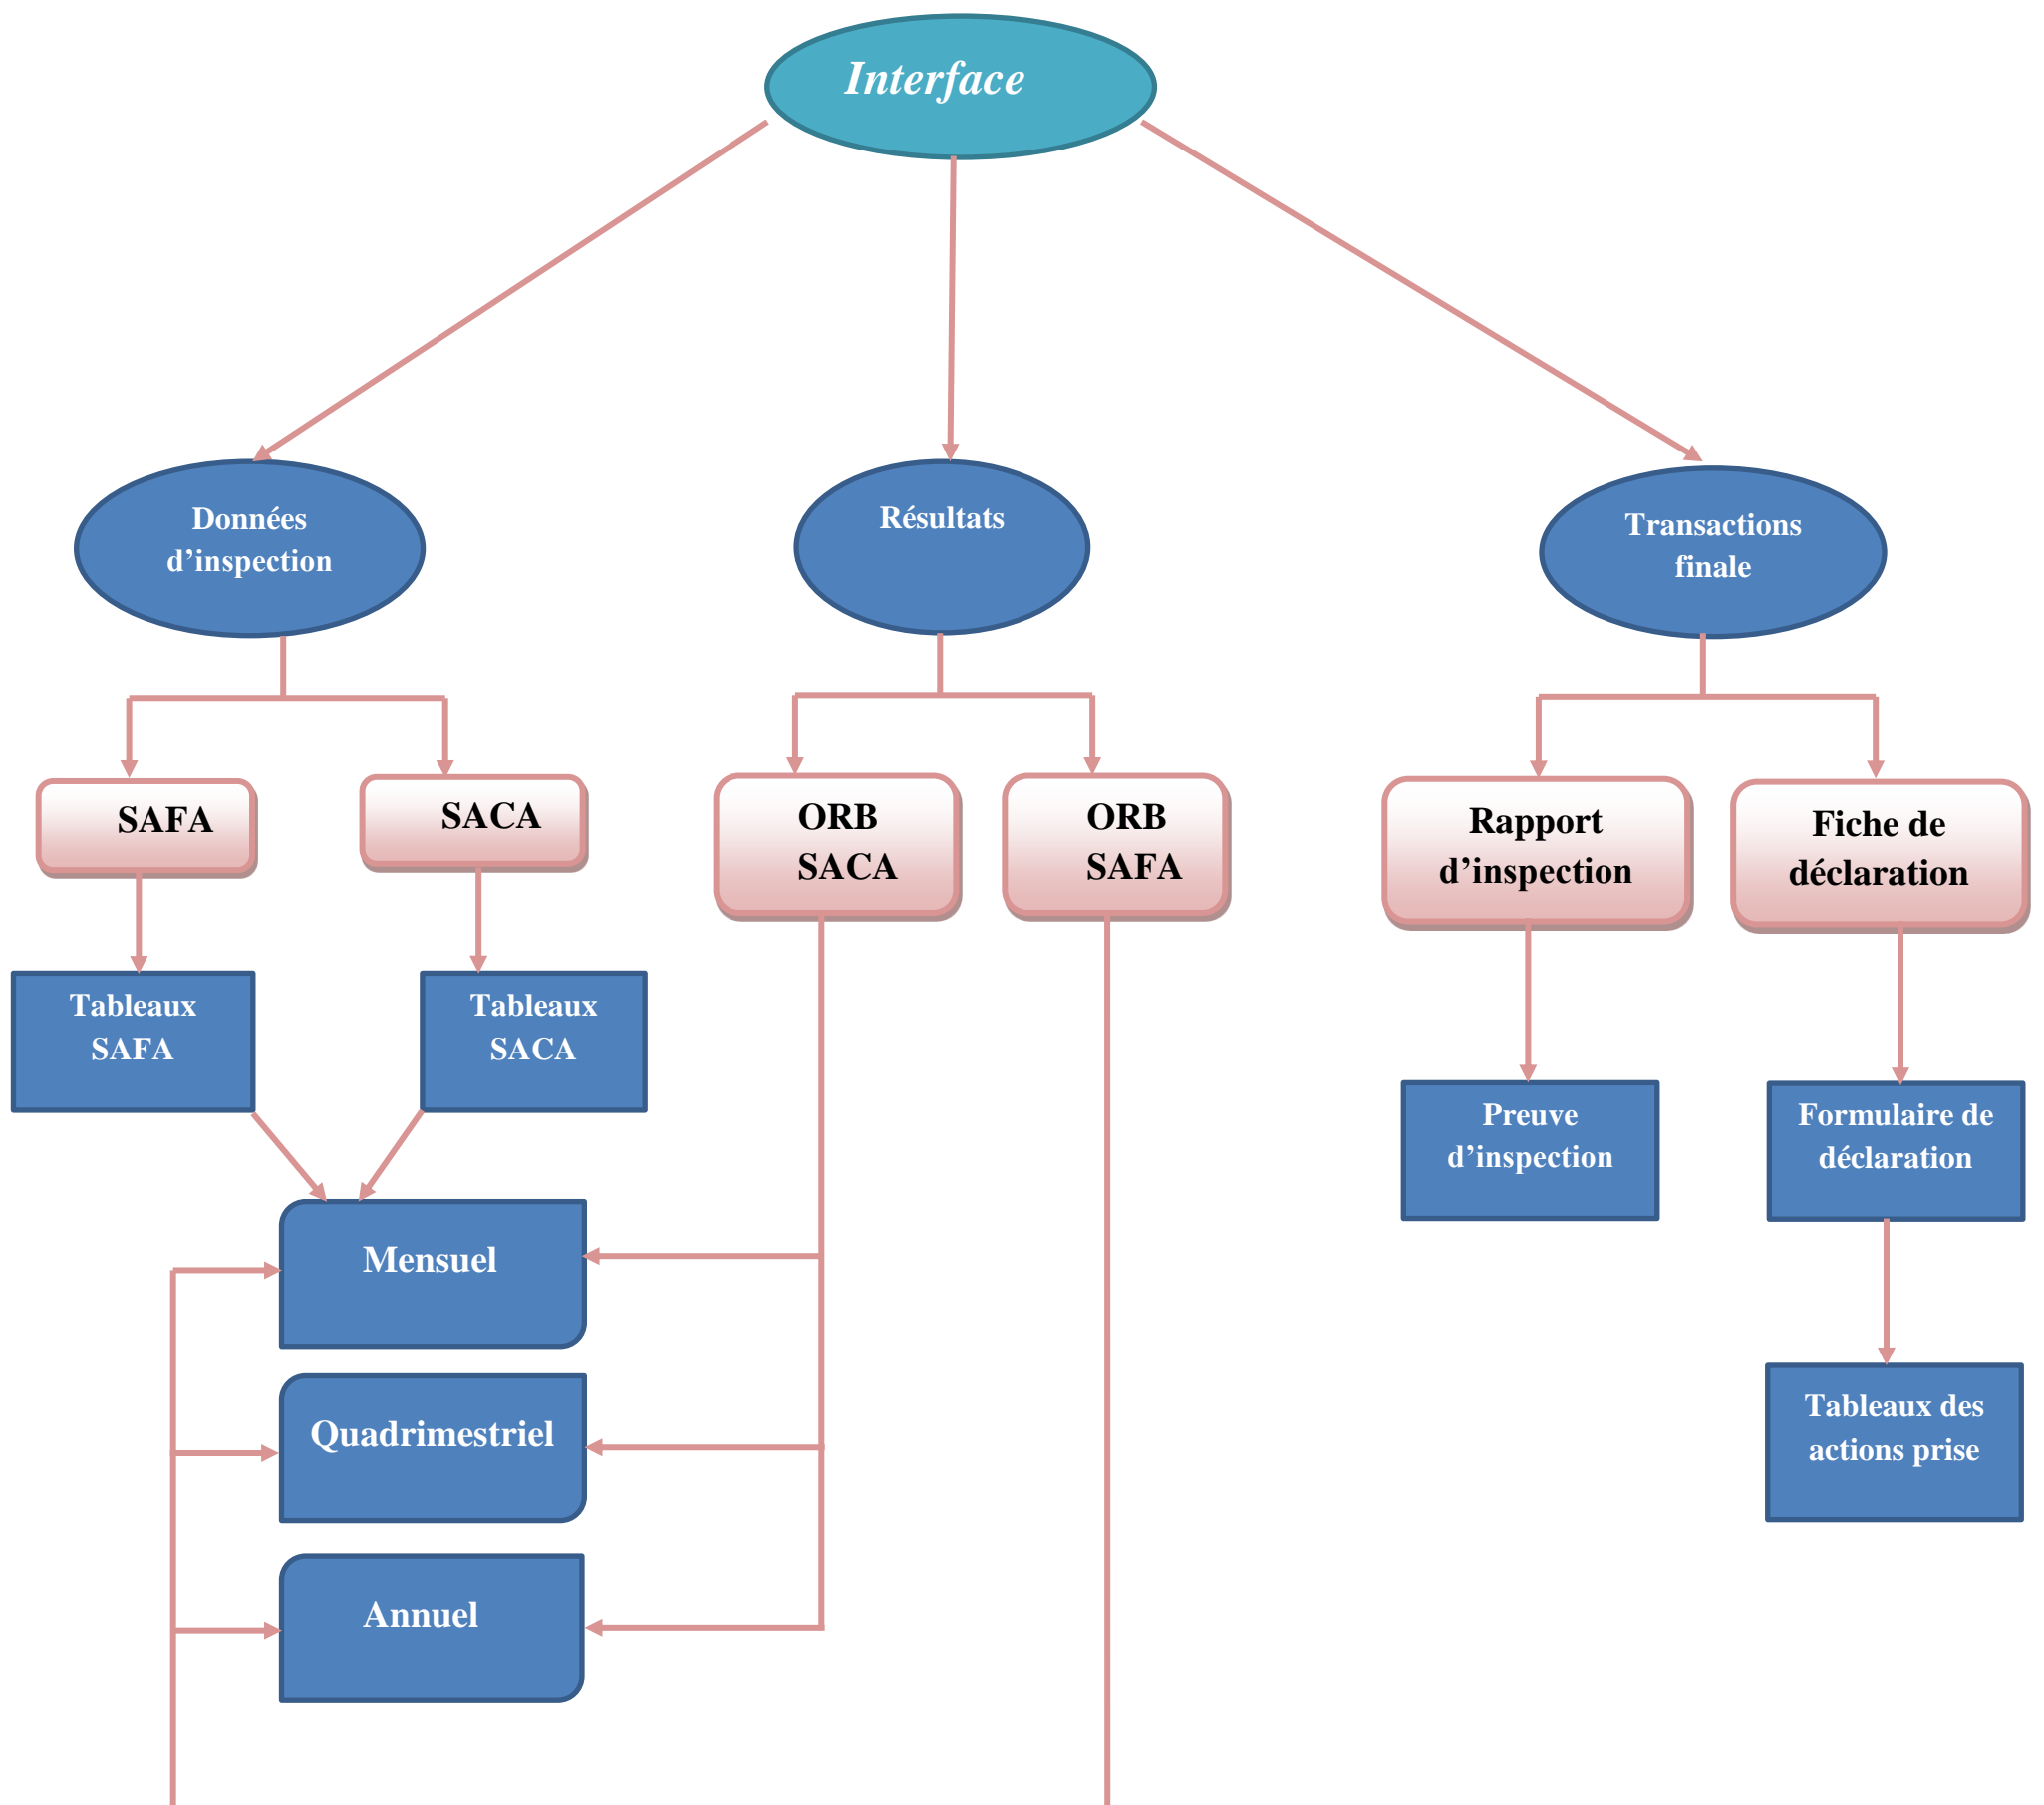 Interface
Données
d’inspection
Résultats
Transactions
finale
SAFA
SACA
ORB
SACA
ORB
SAFA
Rapport
d’inspection
Fiche de
déclaration
Tableaux
SAFA
Tableaux
SACA
Preuve
d’inspection
Formulaire de
déclaration
Mensuel
Quadrimestriel
Annuel
Tableaux des
actions prise